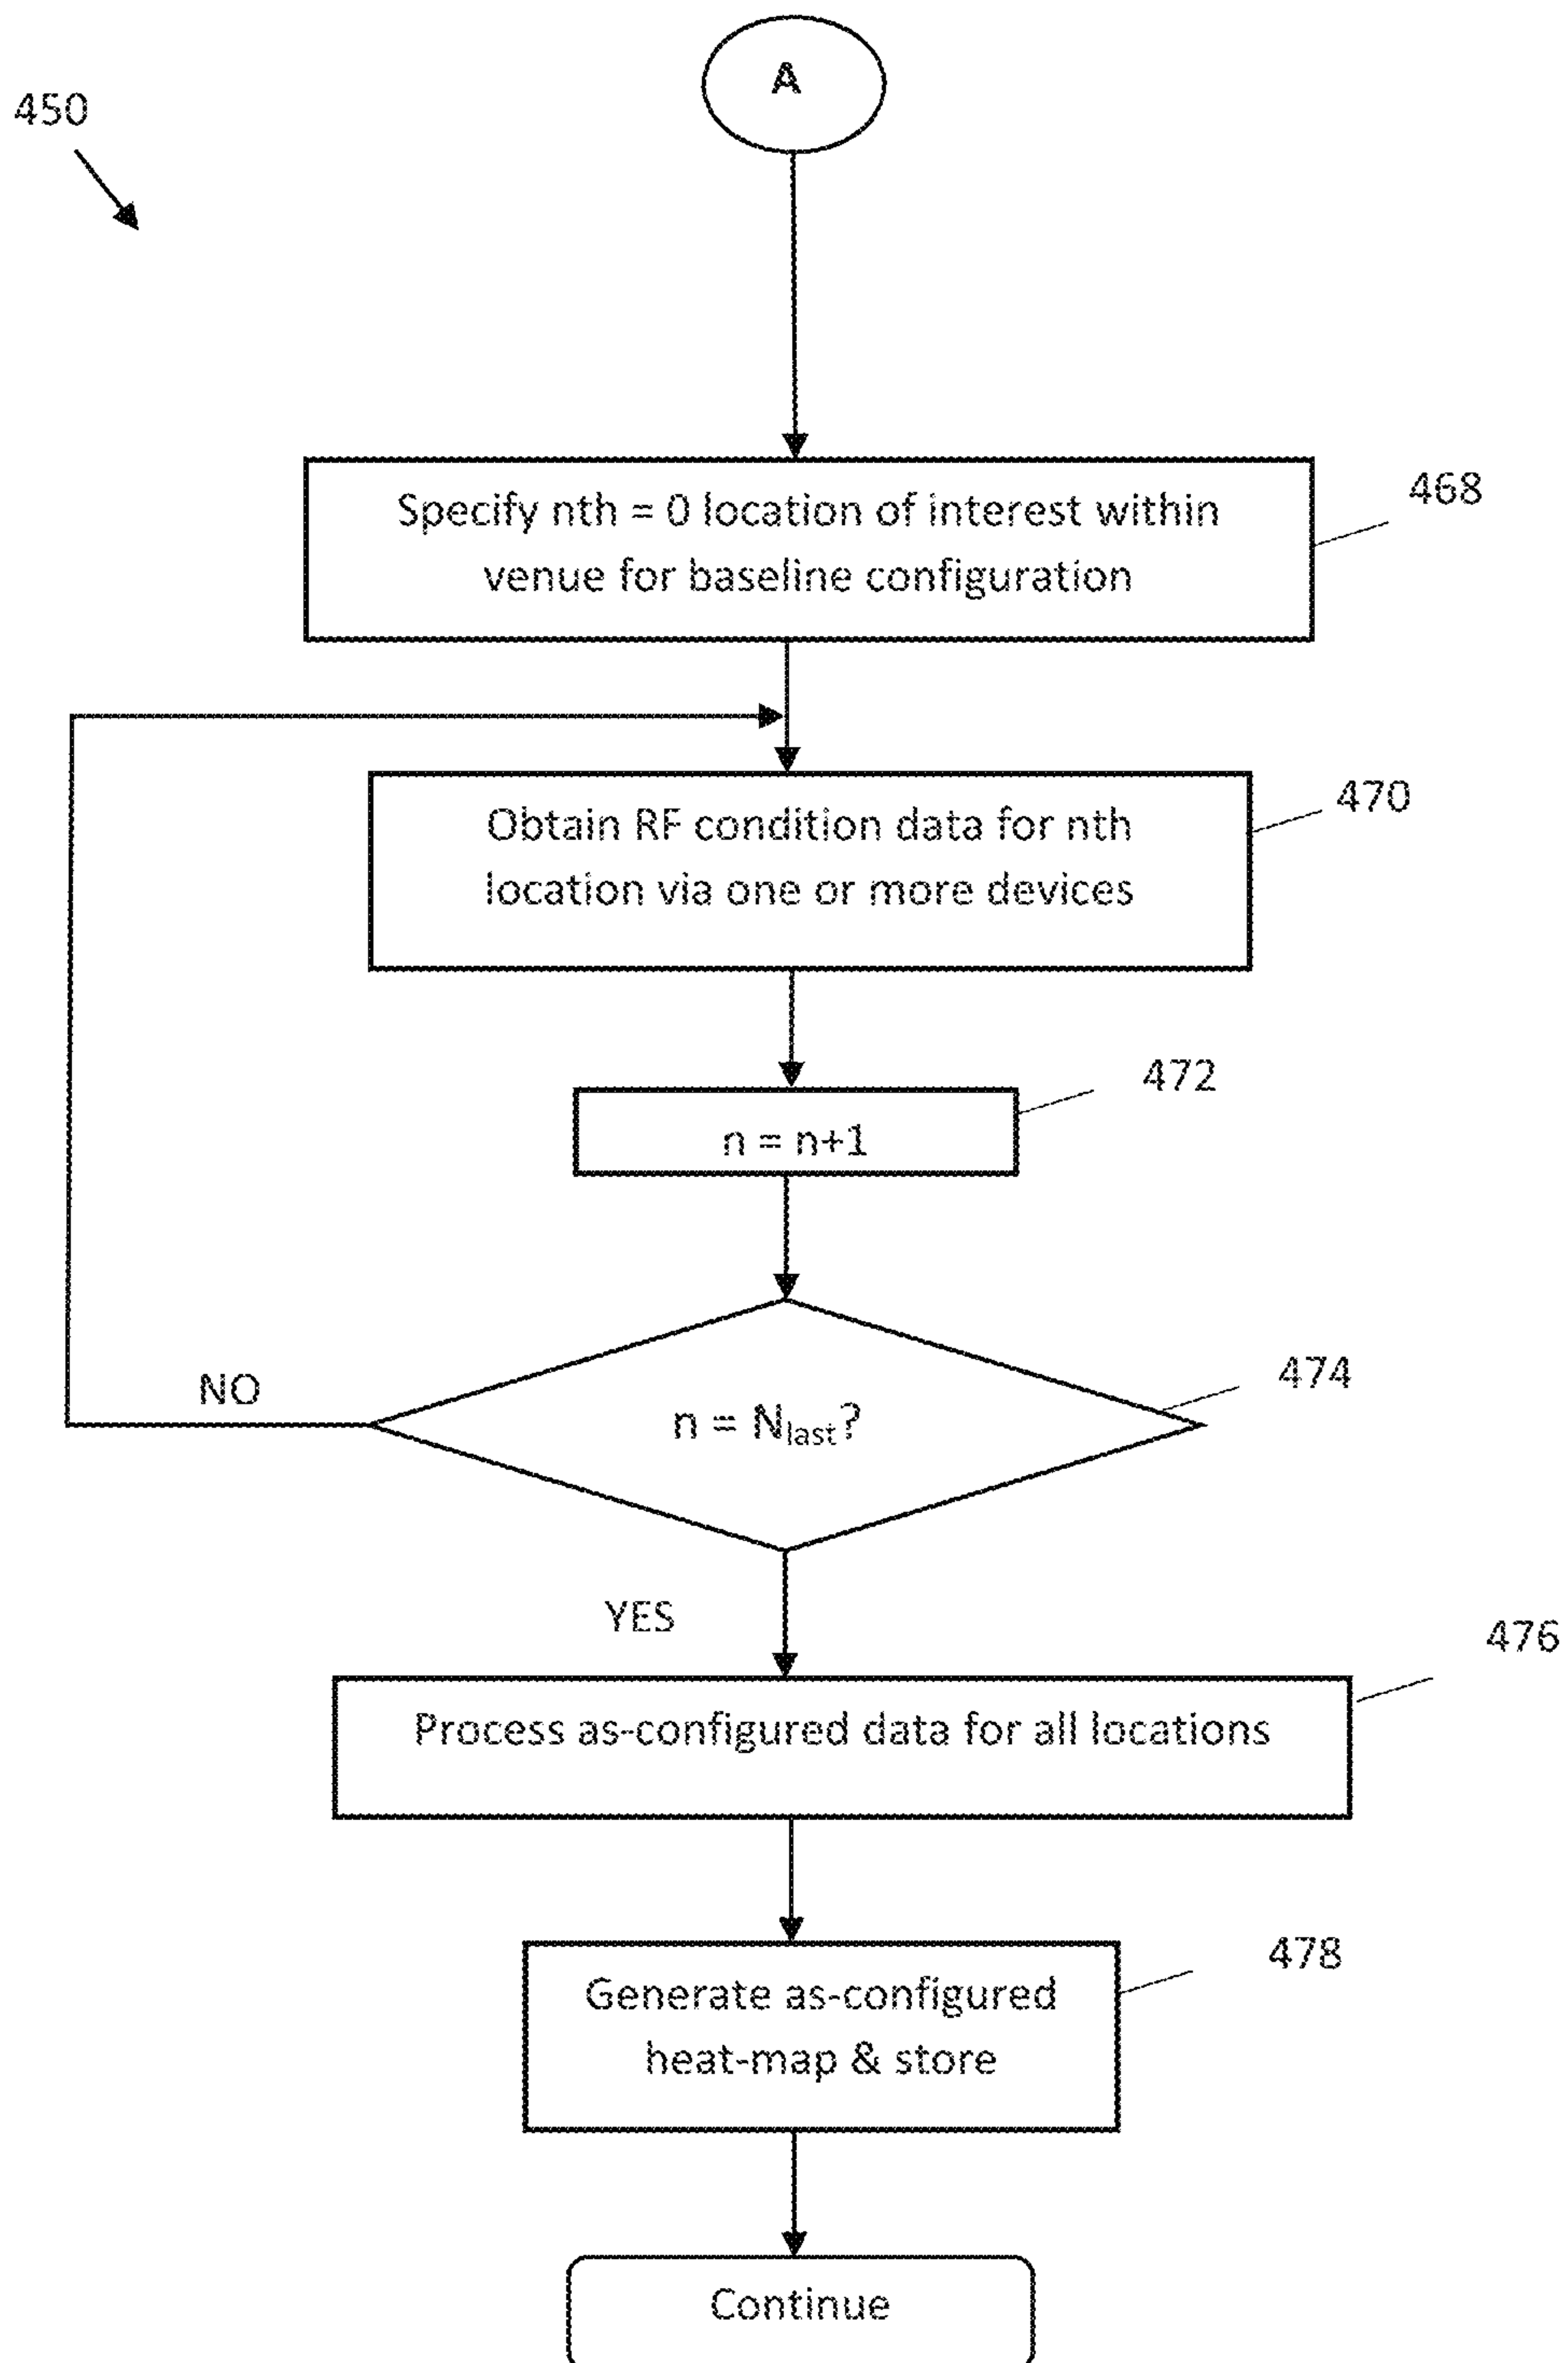 A
450
Specify nth = 0 location of interest within
venue for baseline configuration
468
Obtain RF condition data for nth
location via one or more devices
470
n = n+1
472
n = Nlast?
474
NO
YES
Process as-configured data for all locations
476
Generate as-configured
heat-map & store
478
Continue